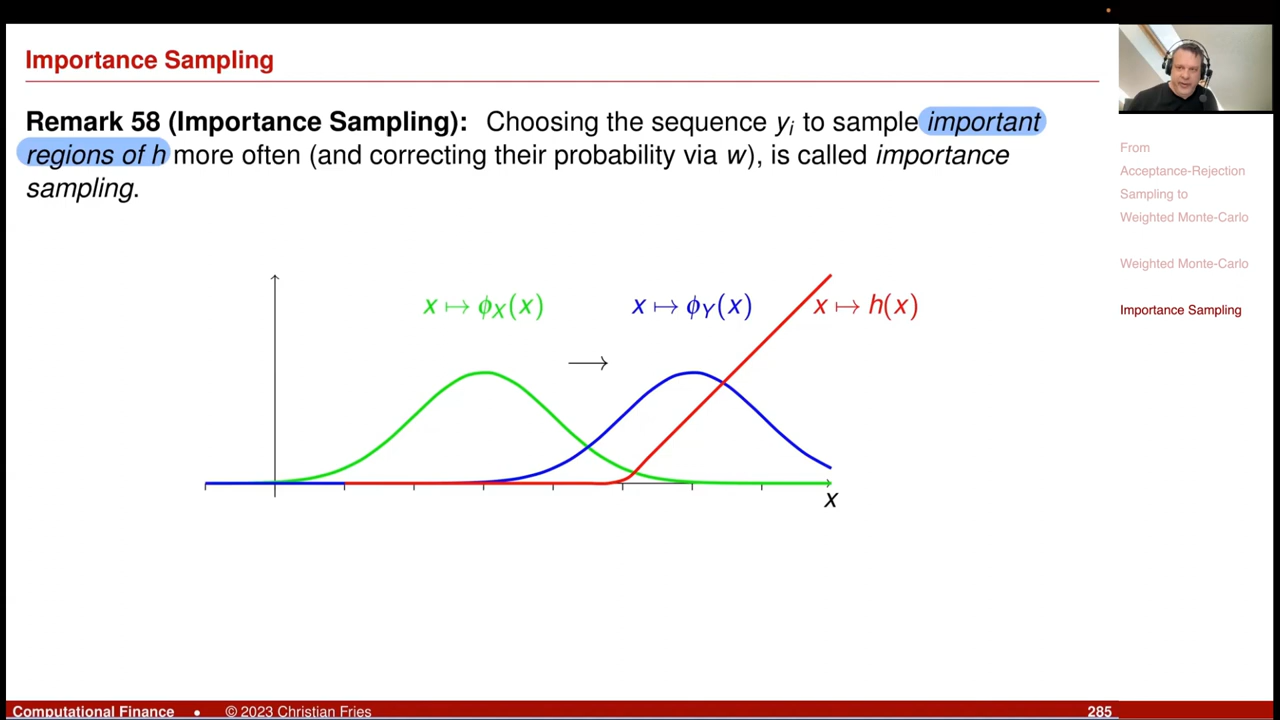 Importance Sampling
Remark 58 (Importance Sampling): Choosing the sequence yᵢ to sample important
regions of h more often (and correcting their probability via w), is called importance
sampling.
x ↦ ϕ_X(x)
x ↦ ϕ_Y(x)
x ↦ h(x)
x
From
Acceptance-Rejection
Sampling to
Weighted Monte-Carlo
Weighted Monte-Carlo
Importance Sampling
Computational Finance • © 2023 Christian Fries 285